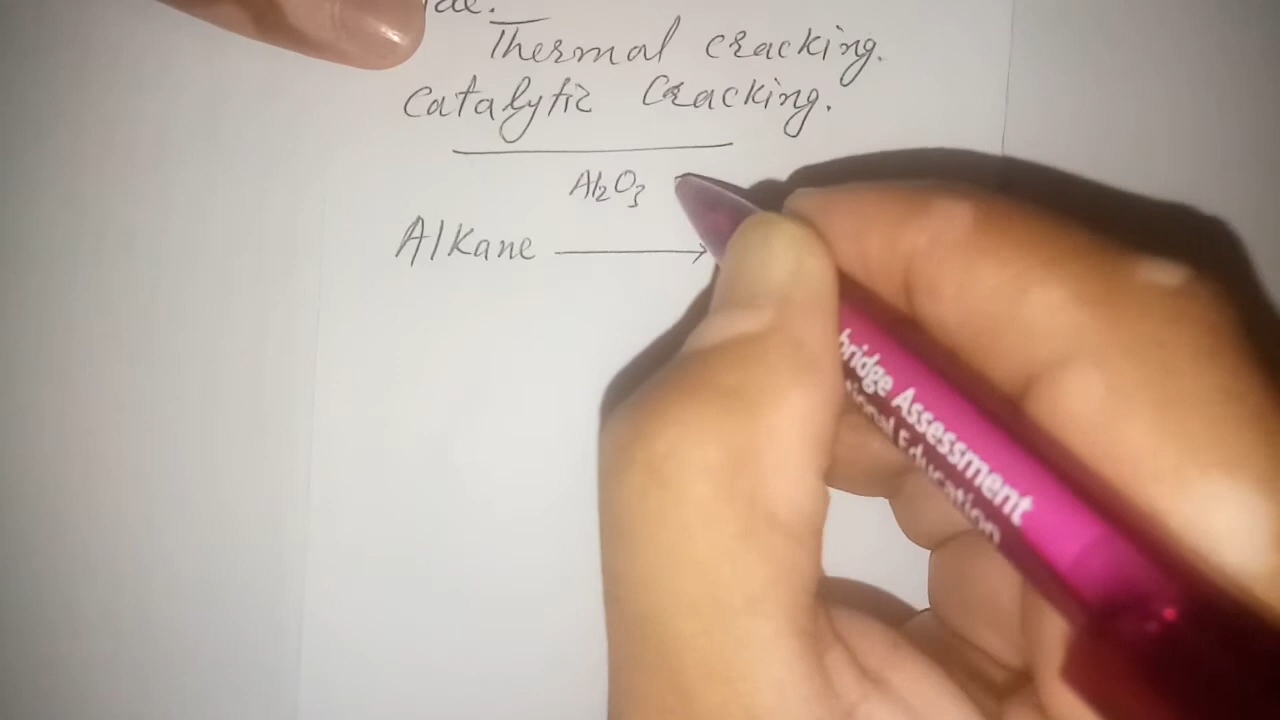 Thermal cracking.
Catalytic Cracking.
Al2O3
Alkane
bridge Assessment
tional Education